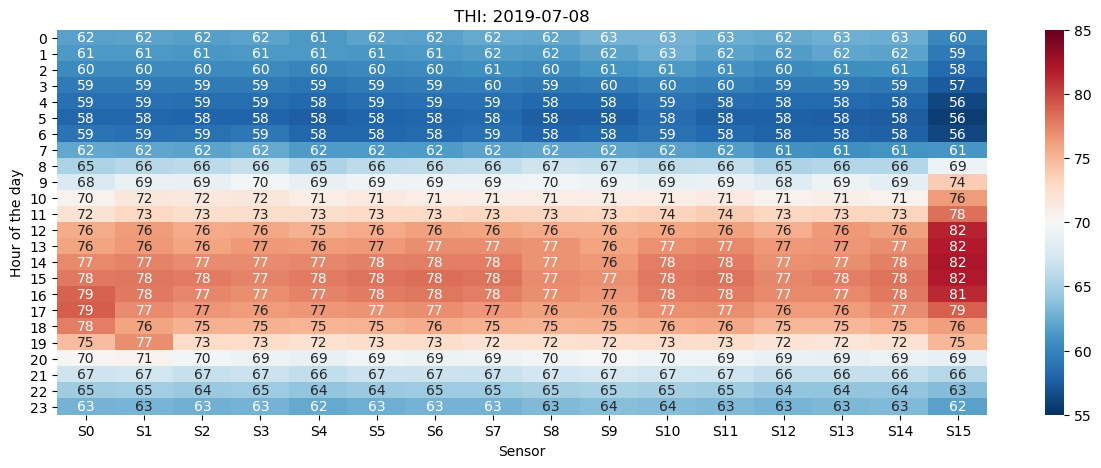 THI: 2019-07-08
0 62 62 62 62 61 62 62 62 62 63 63 63 62 63 63 60
1 61 61 61 61 61 61 61 62 62 62 63 62 62 62 62 59
2 60 60 60 60 60 60 60 61 60 61 61 61 60 61 61 58
3 59 59 59 59 59 59 59 60 59 60 60 60 59 59 59 57
4 59 59 59 59 58 59 59 59 58 58 59 58 58 58 58 56
5 58 58 58 58 58 58 58 58 58 58 58 58 58 58 58 56
6 59 59 59 59 58 58 58 58 58 58 59 58 58 58 58 56
7 62 62 62 62 62 62 62 62 62 62 62 62 61 61 61 61
8 65 66 66 66 65 66 66 66 67 67 66 66 65 66 66 69
9 68 69 69 70 69 69 69 69 70 69 69 69 68 69 69 74
10 70 72 72 72 71 71 71 71 71 71 71 71 71 71 71 76
11 72 73 73 73 73 73 73 73 73 73 74 74 73 73 73 78
12 76 76 76 76 75 76 76 76 76 76 76 76 76 76 76 82
13 76 76 76 77 76 77 77 77 77 76 77 77 77 77 77 82
14 77 77 77 77 77 78 78 78 77 76 78 78 77 77 78 82
15 78 78 78 77 78 78 78 78 77 77 78 78 77 78 78 82
16 79 78 77 77 77 78 78 78 77 77 78 78 77 77 78 81
17 79 77 77 76 77 77 77 77 76 76 77 77 76 76 77 79
18 78 76 75 75 75 75 76 75 75 75 76 76 75 75 75 76
19 75 77 73 73 72 73 73 72 72 72 73 73 72 72 72 75
20 70 71 70 69 69 69 69 69 70 70 70 69 69 69 69 69
21 67 67 67 67 66 67 67 67 67 67 67 67 66 66 66 66
22 65 65 64 65 64 64 65 65 65 65 65 65 64 64 64 63
23 63 63 63 63 62 63 63 63 63 64 64 63 63 63 63 62
S0 S1 S2 S3 S4 S5 S6 S7 S8 S9 S10 S11 S12 S13 S14 S15
Sensor
Hour of the day
85
80
75
70
65
60
55